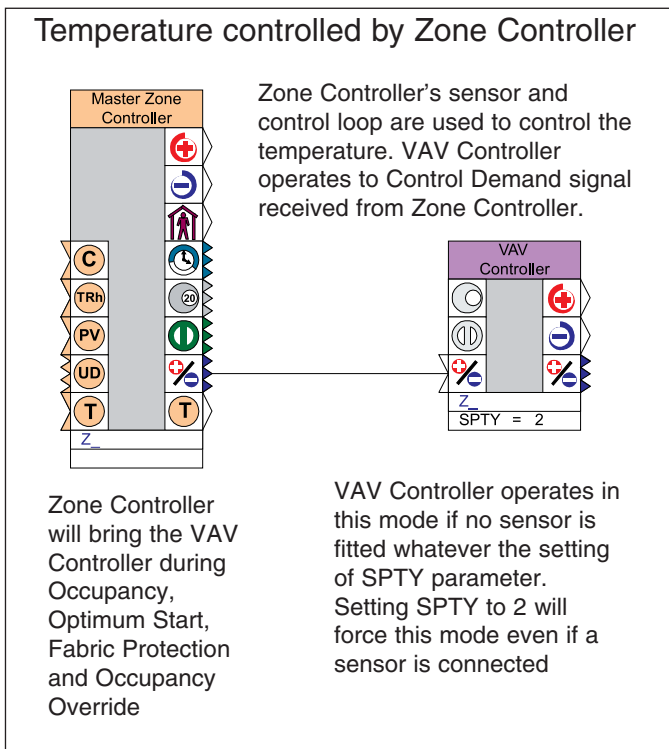 Temperature controlled by Zone Controller
Master Zone
Controller
C
TRh
PV
UD
T
20
T
Z_
Zone Controller's sensor and
control loop are used to control the
temperature. VAV Controller
operates to Control Demand signal
received from Zone Controller.
VAV
Controller
Z_
SPTY = 2
Zone Controller
will bring the VAV
Controller during
Occupancy,
Optimum Start,
Fabric Protection
and Occupancy
Override
VAV Controller operates in
this mode if no sensor is
fitted whatever the setting
of SPTY parameter.
Setting SPTY to 2 will
force this mode even if a
sensor is connected